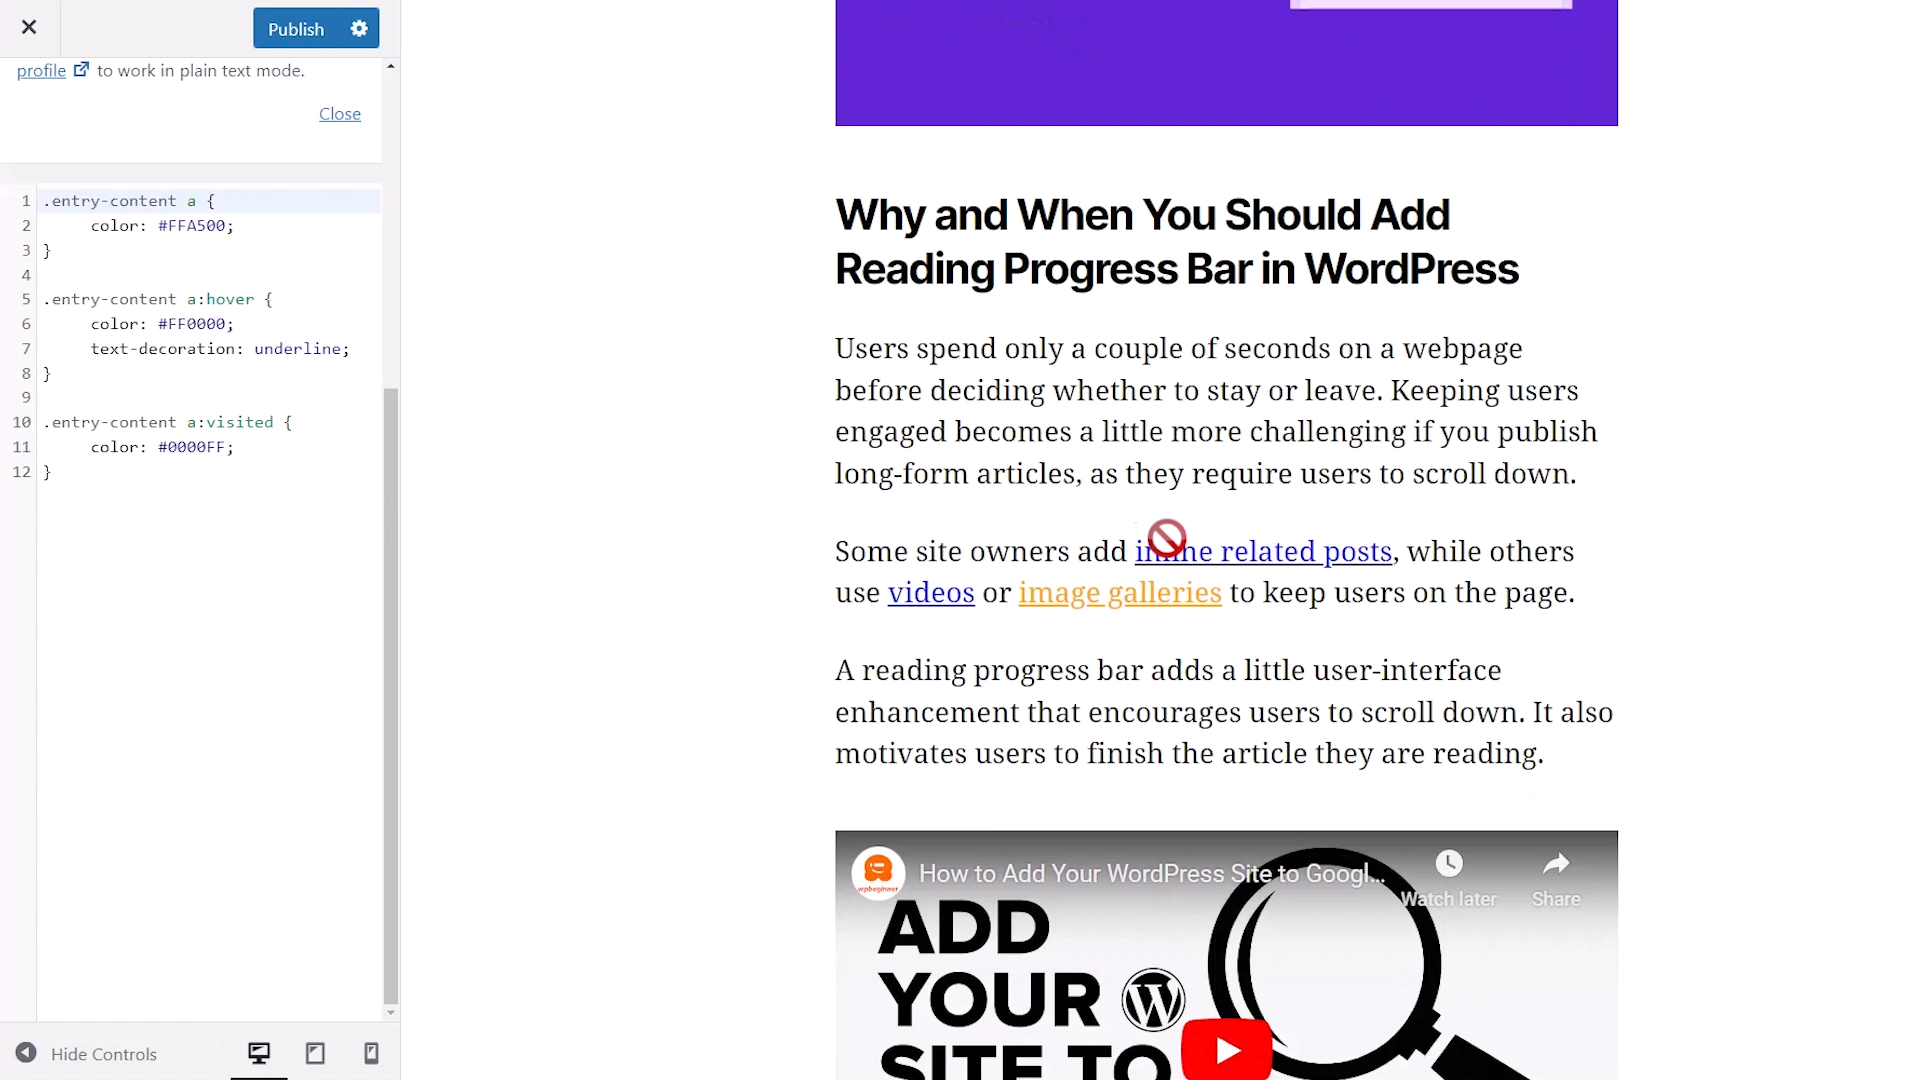 Publish
profile to work in plain text mode.
Close
1 .entry-content a {
2 color: #FFA500;
3 }
4
5 .entry-content a:hover {
6 color: #FF0000;
7 text-decoration: underline;
8 }
9
10 .entry-content a:visited {
11 color: #0000FF;
12 }
Hide Controls
Why and When You Should Add
Reading Progress Bar in WordPress
Users spend only a couple of seconds on a webpage
before deciding whether to stay or leave. Keeping users
engaged becomes a little more challenging if you publish
long-form articles, as they require users to scroll down.
Some site owners add inline related posts, while others
use videos or image galleries to keep users on the page.
A reading progress bar adds a little user-interface
enhancement that encourages users to scroll down. It also
motivates users to finish the article they are reading.
wpbeginner
How to Add Your WordPress Site to Googl...
Watch later
Share
ADD
YOUR
SITE TO